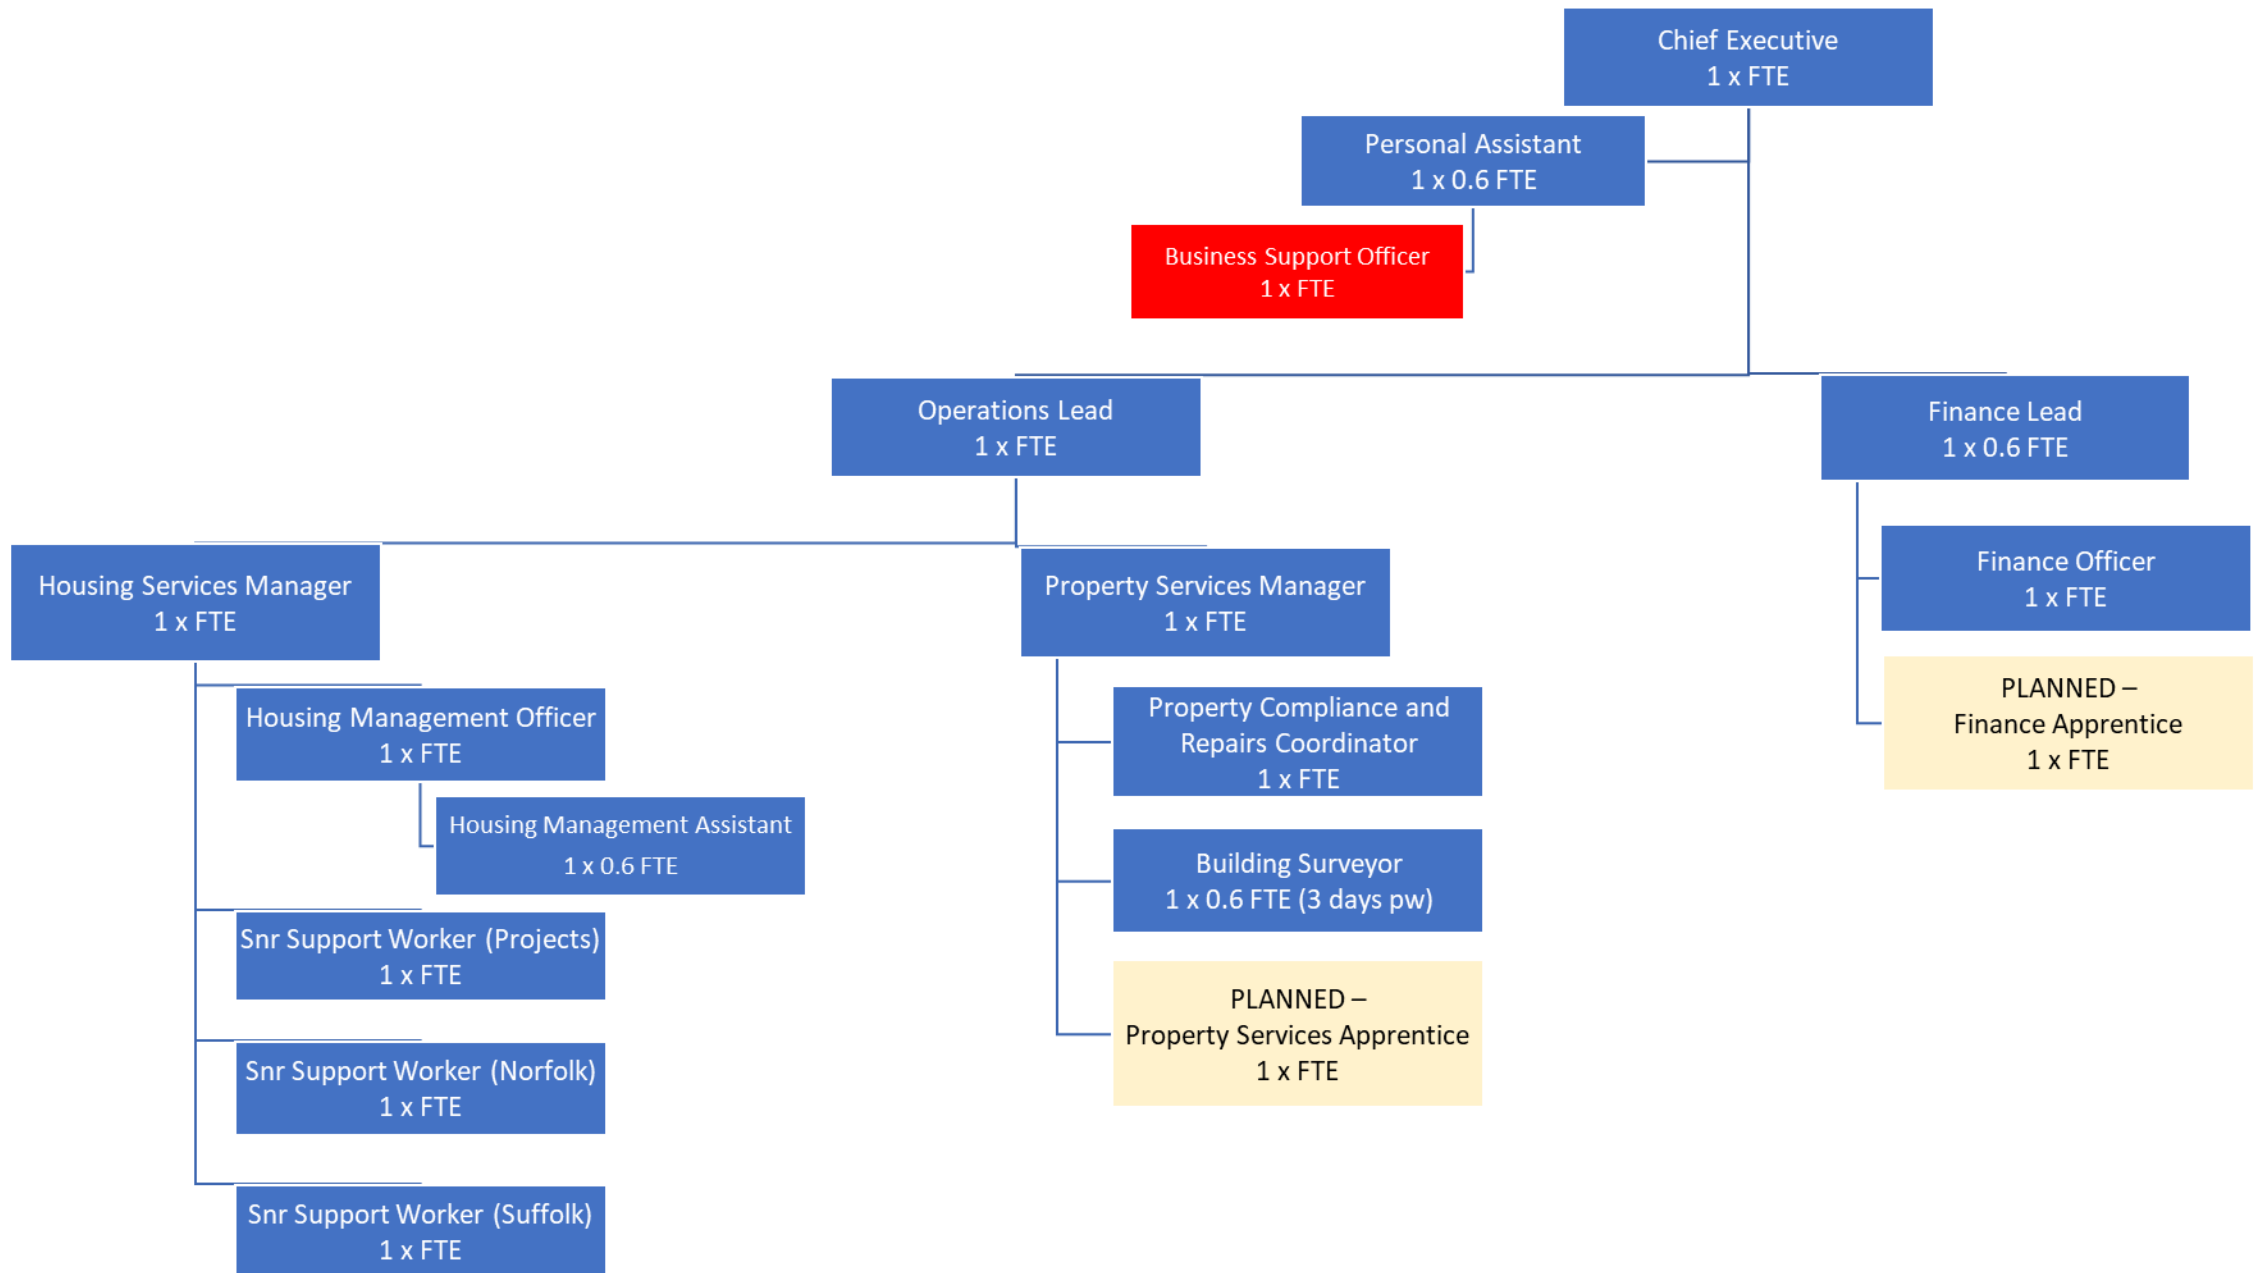 Chief Executive
1 x FTE
Personal Assistant
1 x 0.6 FTE
Business Support Officer
1 x FTE
Operations Lead
1 x FTE
Finance Lead
1 x 0.6 FTE
Housing Services Manager
1 x FTE
Property Services Manager
1 x FTE
Finance Officer
1 x FTE
Housing Management Officer
1 x FTE
Property Compliance and
Repairs Coordinator
1 x FTE
PLANNED –
Finance Apprentice
1 x FTE
Housing Management Assistant
1 x 0.6 FTE
Building Surveyor
1 x 0.6 FTE (3 days pw)
Snr Support Worker (Projects)
1 x FTE
PLANNED –
Property Services Apprentice
1 x FTE
Snr Support Worker (Norfolk)
1 x FTE
Snr Support Worker (Suffolk)
1 x FTE